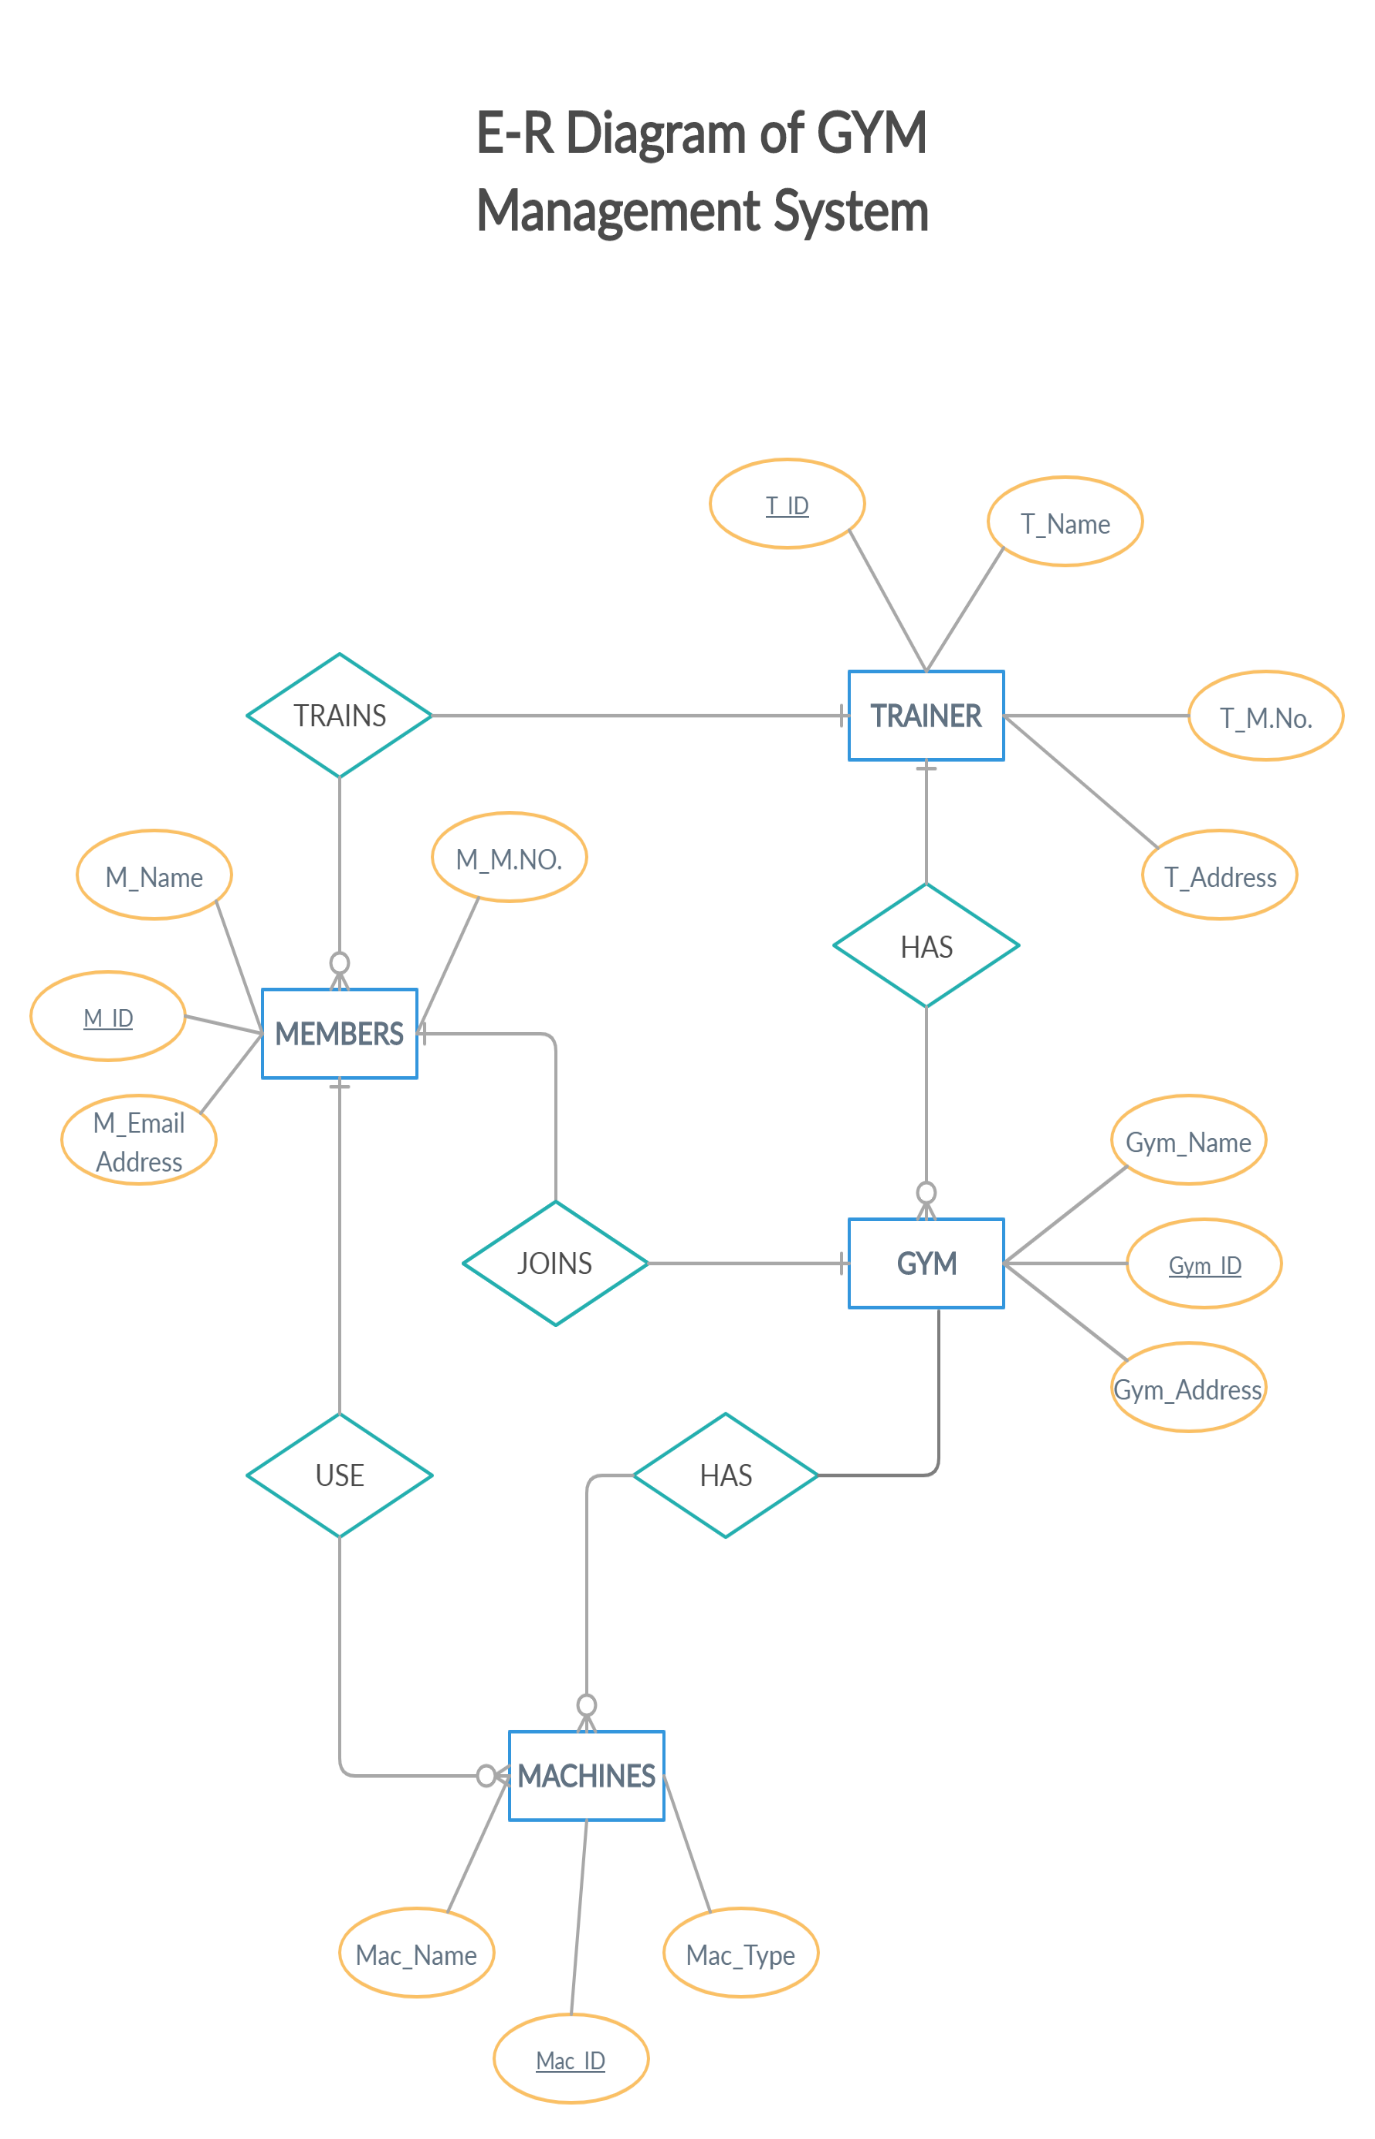 E-R Diagram of GYM
Management System
T_ID
T_Name
TRAINS
TRAINER
T_M.No.
M_Name
M_M.NO.
T_Address
HAS
M_ID
MEMBERS
M_Email
Address
Gym_Name
JOINS
GYM
Gym_ID
Gym_Address
USE
HAS
MACHINES
Mac_Name
Mac_Type
Mac_ID